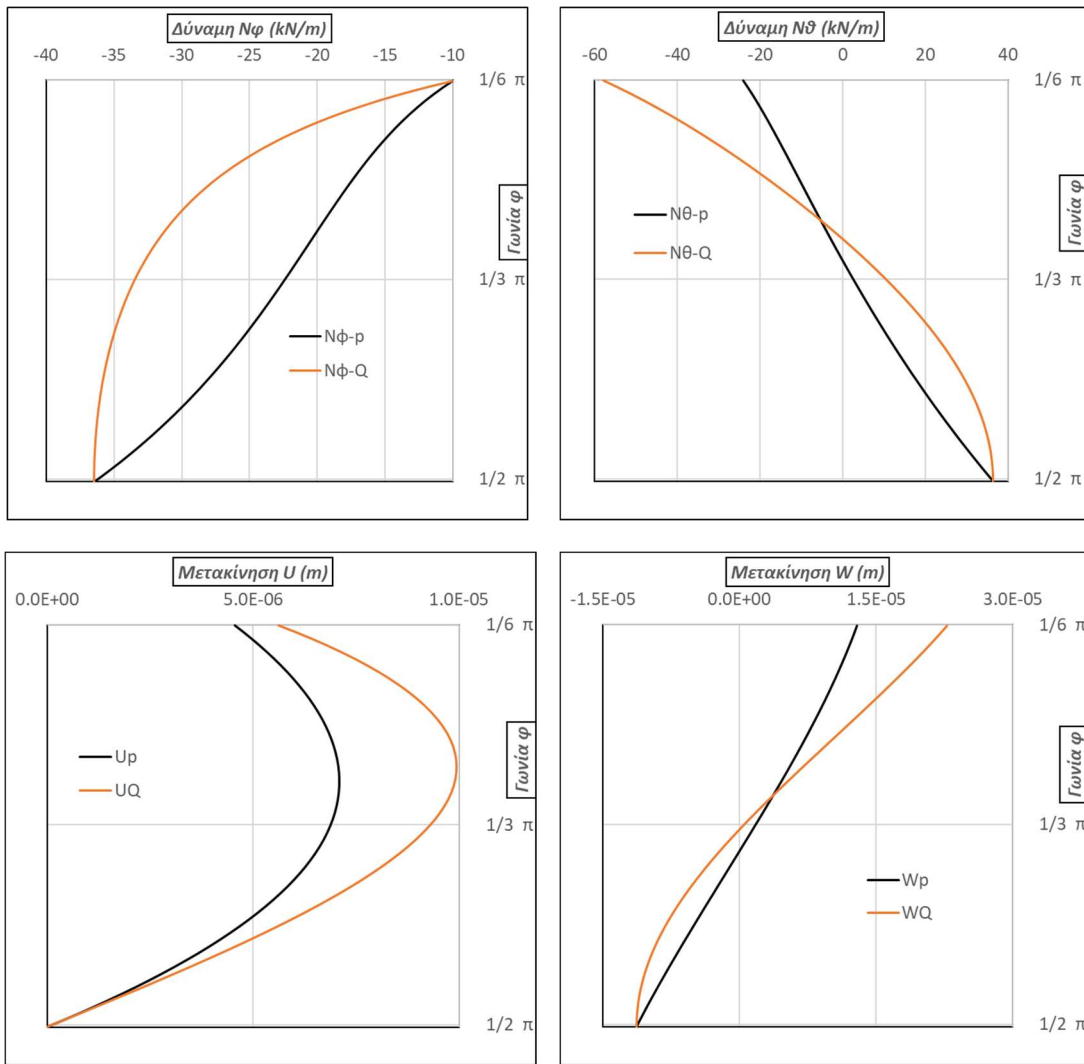 Δύναμη Νφ (kN/m)
-40 -35 -30 -25 -20 -15 -10
1/6 π
Γωνία φ
1/3 π
Nφ-p
Nφ-Q
1/2 π
Δύναμη Νϑ (kN/m)
-60 -40 -20 0 20 40
1/6 π
Γωνία φ
Nθ-p
Nθ-Q
1/3 π
1/2 π
Μετακίνηση U (m)
0.0E+00 5.0E-06 1.0E-05
1/6 π
Γωνία φ
Up
UQ
1/3 π
1/2 π
Μετακίνηση W (m)
-1.5E-05 0.0E+00 1.5E-05 3.0E-05
1/6 π
Γωνία φ
1/3 π
Wp
WQ
1/2 π